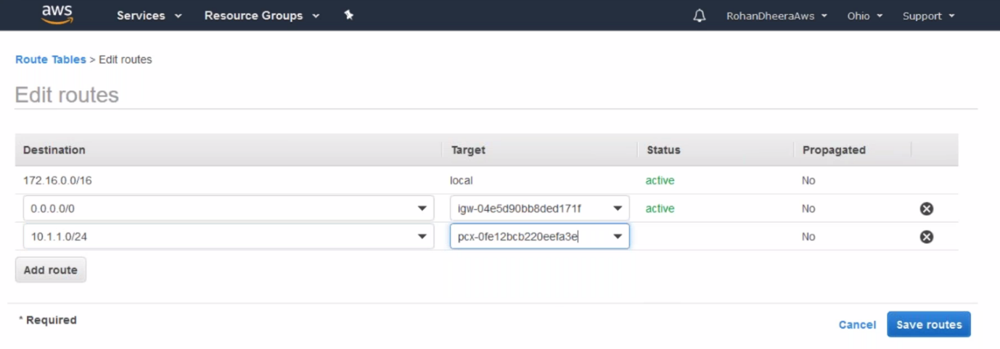 aws Services Resource Groups RohanDheeraAws Ohio Support
Route Tables > Edit routes
Edit routes
Destination Target Status Propagated
172.16.0.0/16 local active No
0.0.0.0/0 igw-04e5d90bb8ded171f active No
10.1.1.0/24 pcx-0fe12bcb220eefa3e No
Add route
* Required
Cancel Save routes